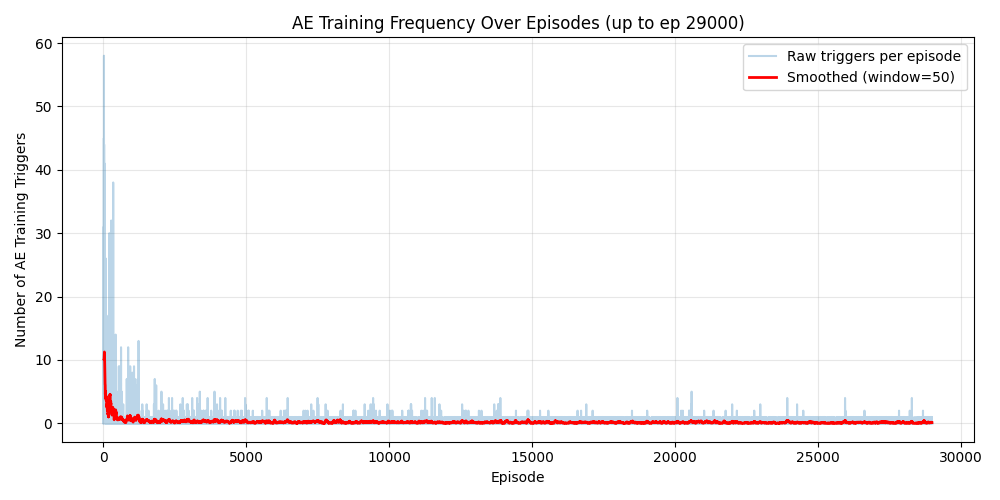 AE Training Frequency Over Episodes (up to ep 29000)
Raw triggers per episode
Smoothed (window=50)
Number of AE Training Triggers
60
50
40
30
20
10
0
0 5000 10000 15000 20000 25000 30000
Episode